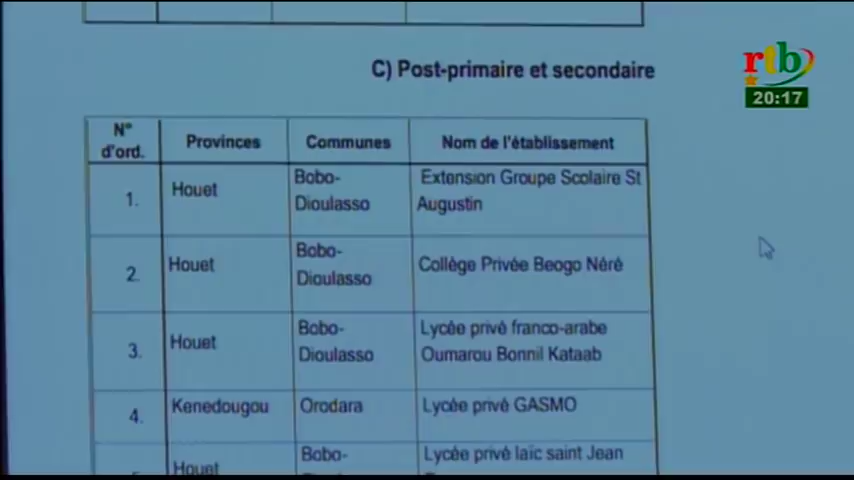 rtb
20:17
C) Post-primaire et secondaire
N° d'ord.
Provinces
Communes
Nom de l'établissement
1.
Houet
Bobo-
Dioulasso
Extension Groupe Scolaire St
Augustin
2.
Houet
Bobo-
Dioulasso
Collège Privée Beogo Néré
3.
Houet
Bobo-
Dioulasso
Lycée privé franco-arabe
Oumarou Bonnil Kataab
4.
Kenedougou
Orodara
Lycée privé GASMO
Houet
Bobo-
Lycée privé laïc saint Jean